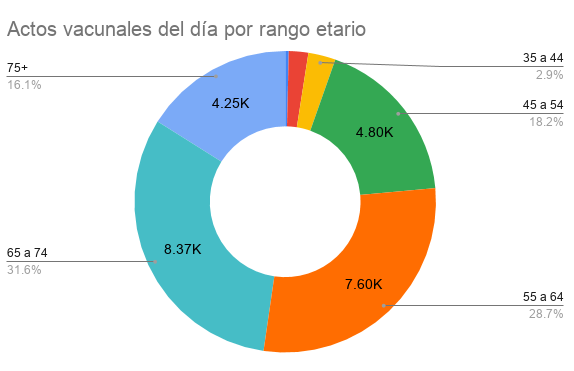 Actos vacunales del día por rango etario
75+
16.1%
35 a 44
2.9%
45 a 54
18.2%
4.25K
4.80K
65 a 74
31.6%
8.37K
7.60K
55 a 64
28.7%